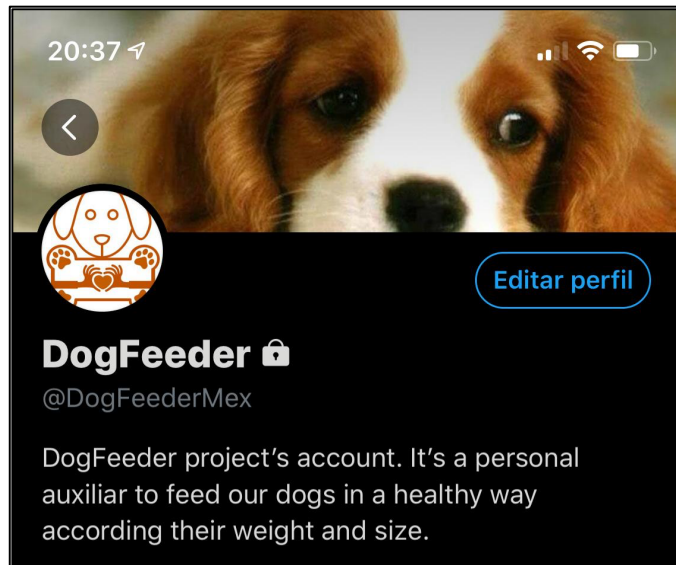 20:37
Editar perfil
DogFeeder
@DogFeederMex
DogFeeder project’s account. It’s a personal
auxiliar to feed our dogs in a healthy way
according their weight and size.